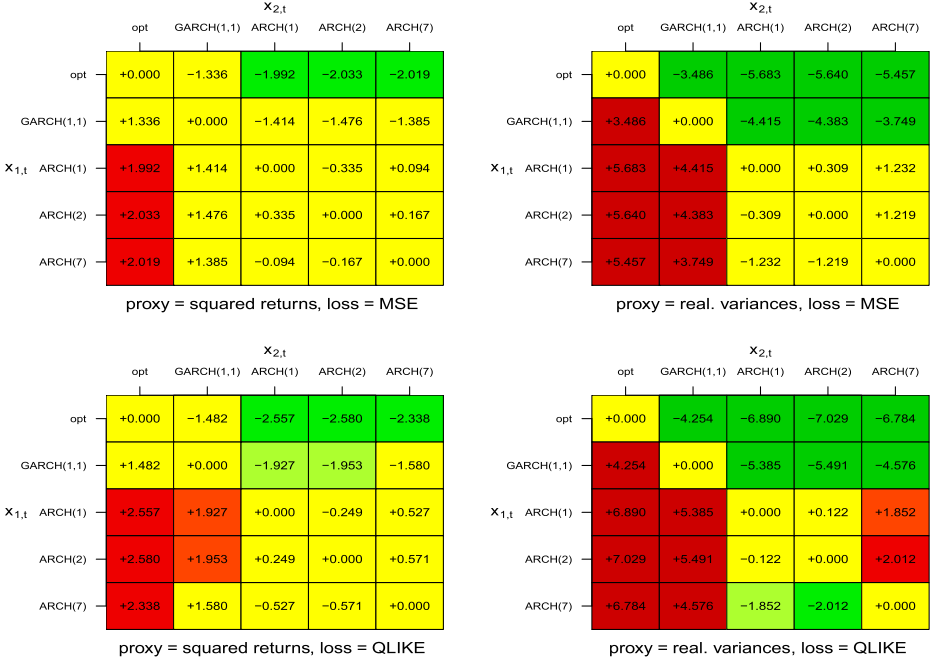 x2,t
opt GARCH(1,1) ARCH(1) ARCH(2) ARCH(7)
opt +0.000 −1.336 −1.992 −2.033 −2.019
GARCH(1,1) +1.336 +0.000 −1.414 −1.476 −1.385
x1,t ARCH(1) +1.992 +1.414 +0.000 −0.335 +0.094
ARCH(2) +2.033 +1.476 +0.335 +0.000 +0.167
ARCH(7) +2.019 +1.385 −0.094 −0.167 +0.000
proxy = squared returns, loss = MSE
x2,t
opt GARCH(1,1) ARCH(1) ARCH(2) ARCH(7)
opt +0.000 −3.486 −5.683 −5.640 −5.457
GARCH(1,1) +3.486 +0.000 −4.415 −4.383 −3.749
x1,t ARCH(1) +5.683 +4.415 +0.000 +0.309 +1.232
ARCH(2) +5.640 +4.383 −0.309 +0.000 +1.219
ARCH(7) +5.457 +3.749 −1.232 −1.219 +0.000
proxy = real. variances, loss = MSE
x2,t
opt GARCH(1,1) ARCH(1) ARCH(2) ARCH(7)
opt +0.000 −1.482 −2.557 −2.580 −2.338
GARCH(1,1) +1.482 +0.000 −1.927 −1.953 −1.580
x1,t ARCH(1) +2.557 +1.927 +0.000 −0.249 +0.527
ARCH(2) +2.580 +1.953 +0.249 +0.000 +0.571
ARCH(7) +2.338 +1.580 −0.527 −0.571 +0.000
proxy = squared returns, loss = QLIKE
x2,t
opt GARCH(1,1) ARCH(1) ARCH(2) ARCH(7)
opt +0.000 −4.254 −6.890 −7.029 −6.784
GARCH(1,1) +4.254 +0.000 −5.385 −5.491 −4.576
x1,t ARCH(1) +6.890 +5.385 +0.000 +0.122 +1.852
ARCH(2) +7.029 +5.491 −0.122 +0.000 +2.012
ARCH(7) +6.784 +4.576 −1.852 −2.012 +0.000
proxy = real. variances, loss = QLIKE